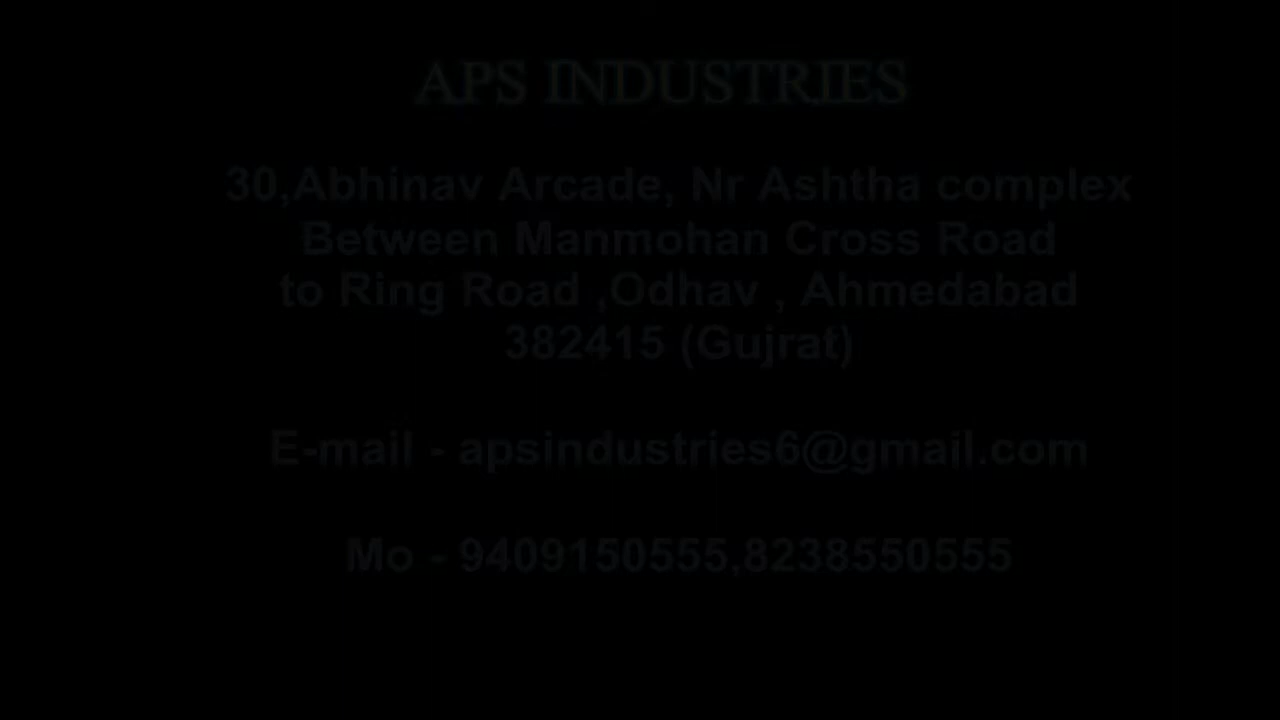 APS INDUSTRIES
30,Abhinav Arcade, Nr Ashtha complex
Between Manmohan Cross Road
to Ring Road ,Odhav , Ahmedabad
382415 (Gujrat)
E-mail - apsindustries6@gmail.com
Mo - 9409150555,8238550555